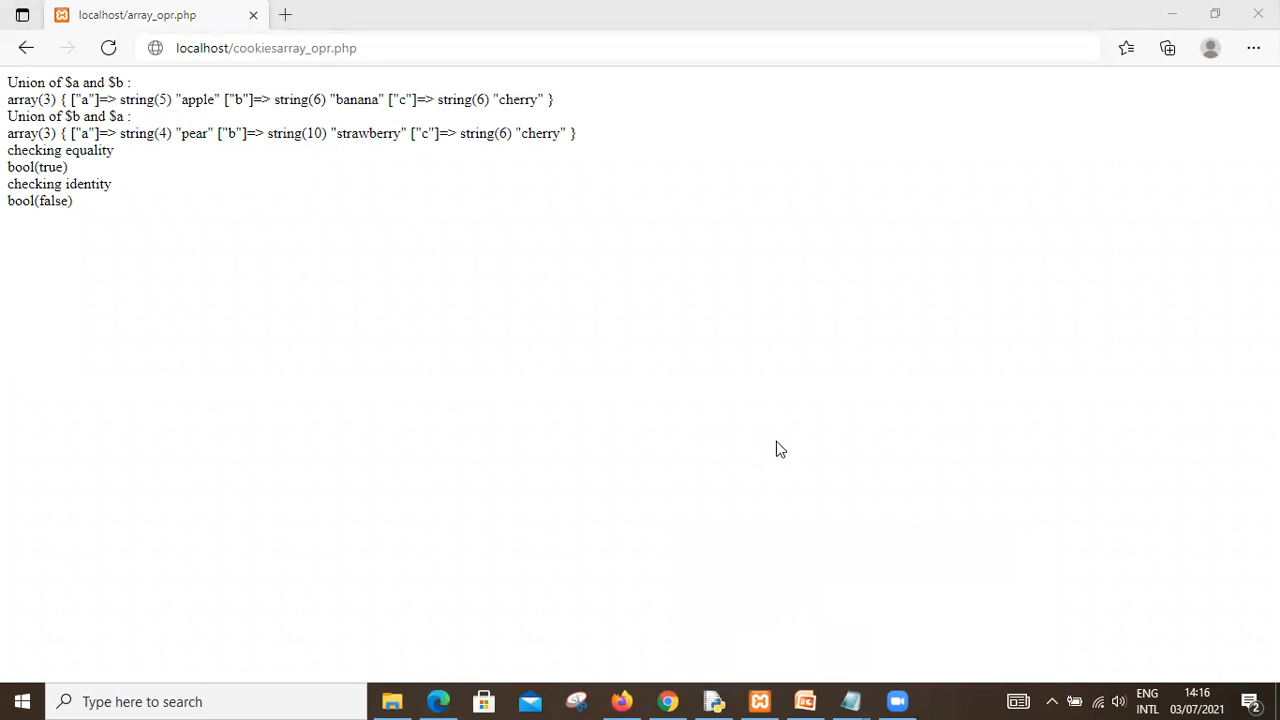 localhost/array_opr.php
localhost/cookiesarray_opr.php
Union of $a and $b :
array(3) { ["a"]=> string(5) "apple" ["b"]=> string(6) "banana" ["c"]=> string(6) "cherry" }
Union of $b and $a :
array(3) { ["a"]=> string(4) "pear" ["b"]=> string(10) "strawberry" ["c"]=> string(6) "cherry" }
checking equality
bool(true)
checking identity
bool(false)
Type here to search
ENG
INTL
14:16
03/07/2021
2